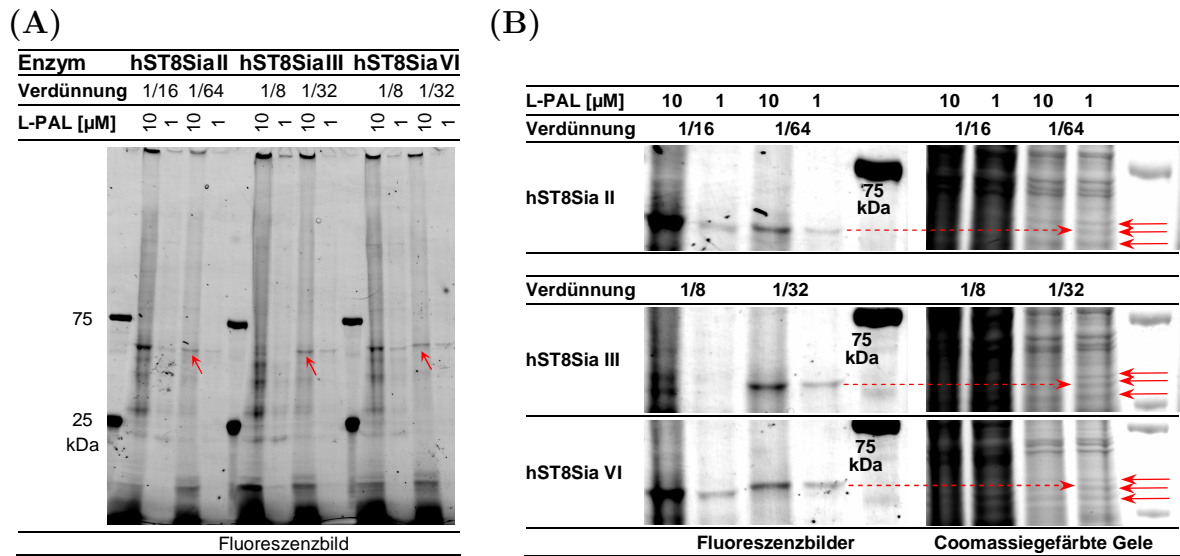 (A)
Enzym hST8SiaII hST8SiaIII hST8SiaVI
Verdünnung 1/16 1/64 1/8 1/32 1/8 1/32
L-PAL [µM] 10 1 10 1 10 1 10 1 10 1 10 1
75
25
kDa
Fluoreszenzbild
(B)
L-PAL [µM] 10 1 10 1 10 1 10 1
Verdünnung 1/16 1/64 1/16 1/64
hST8Sia II
75
kDa
Verdünnung 1/8 1/32 1/8 1/32
hST8Sia III
75
kDa
hST8Sia VI
75
kDa
Fluoreszenzbilder Coomassiegefärbte Gele